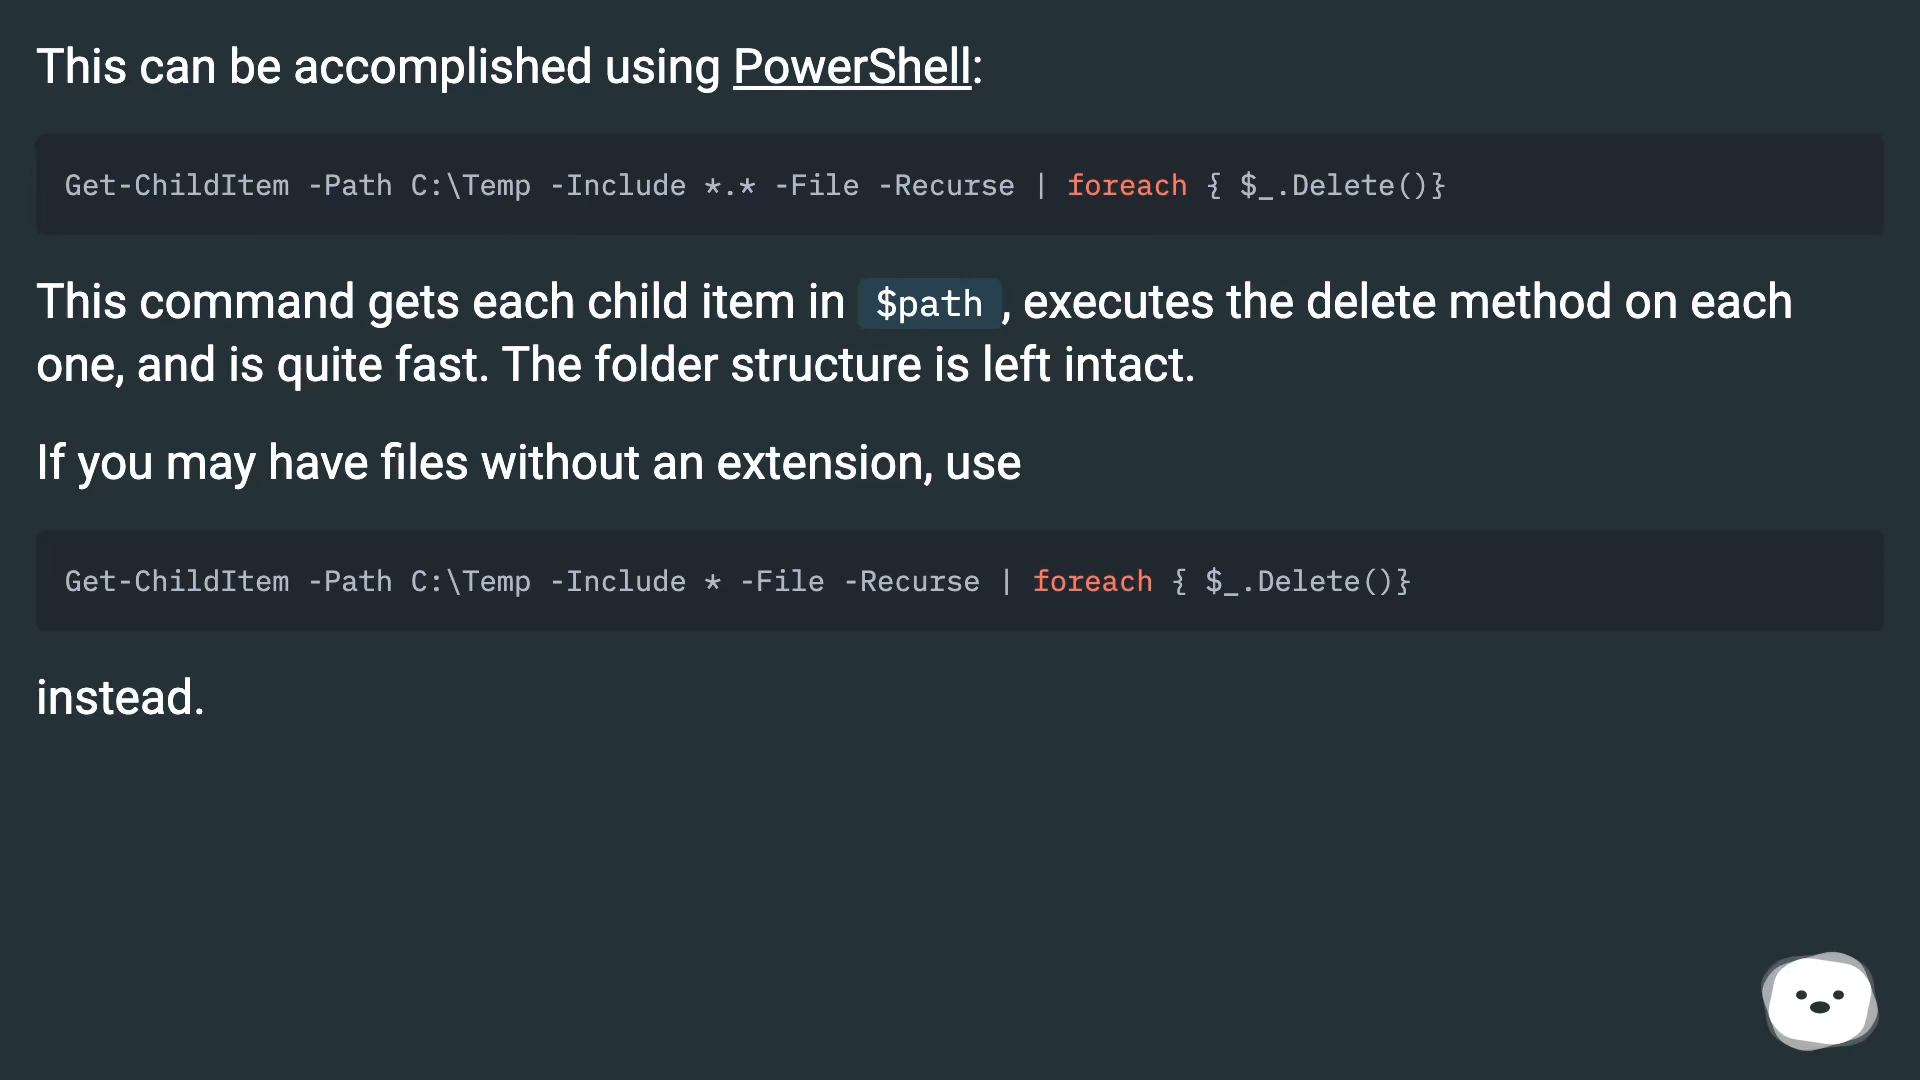 This can be accomplished using PowerShell:
Get-ChildItem -Path C:\Temp -Include *.* -File -Recurse | foreach { $_.Delete()}
This command gets each child item in $path, executes the delete method on each
one, and is quite fast. The folder structure is left intact.
If you may have files without an extension, use
Get-ChildItem -Path C:\Temp -Include * -File -Recurse | foreach { $_.Delete()}
instead.